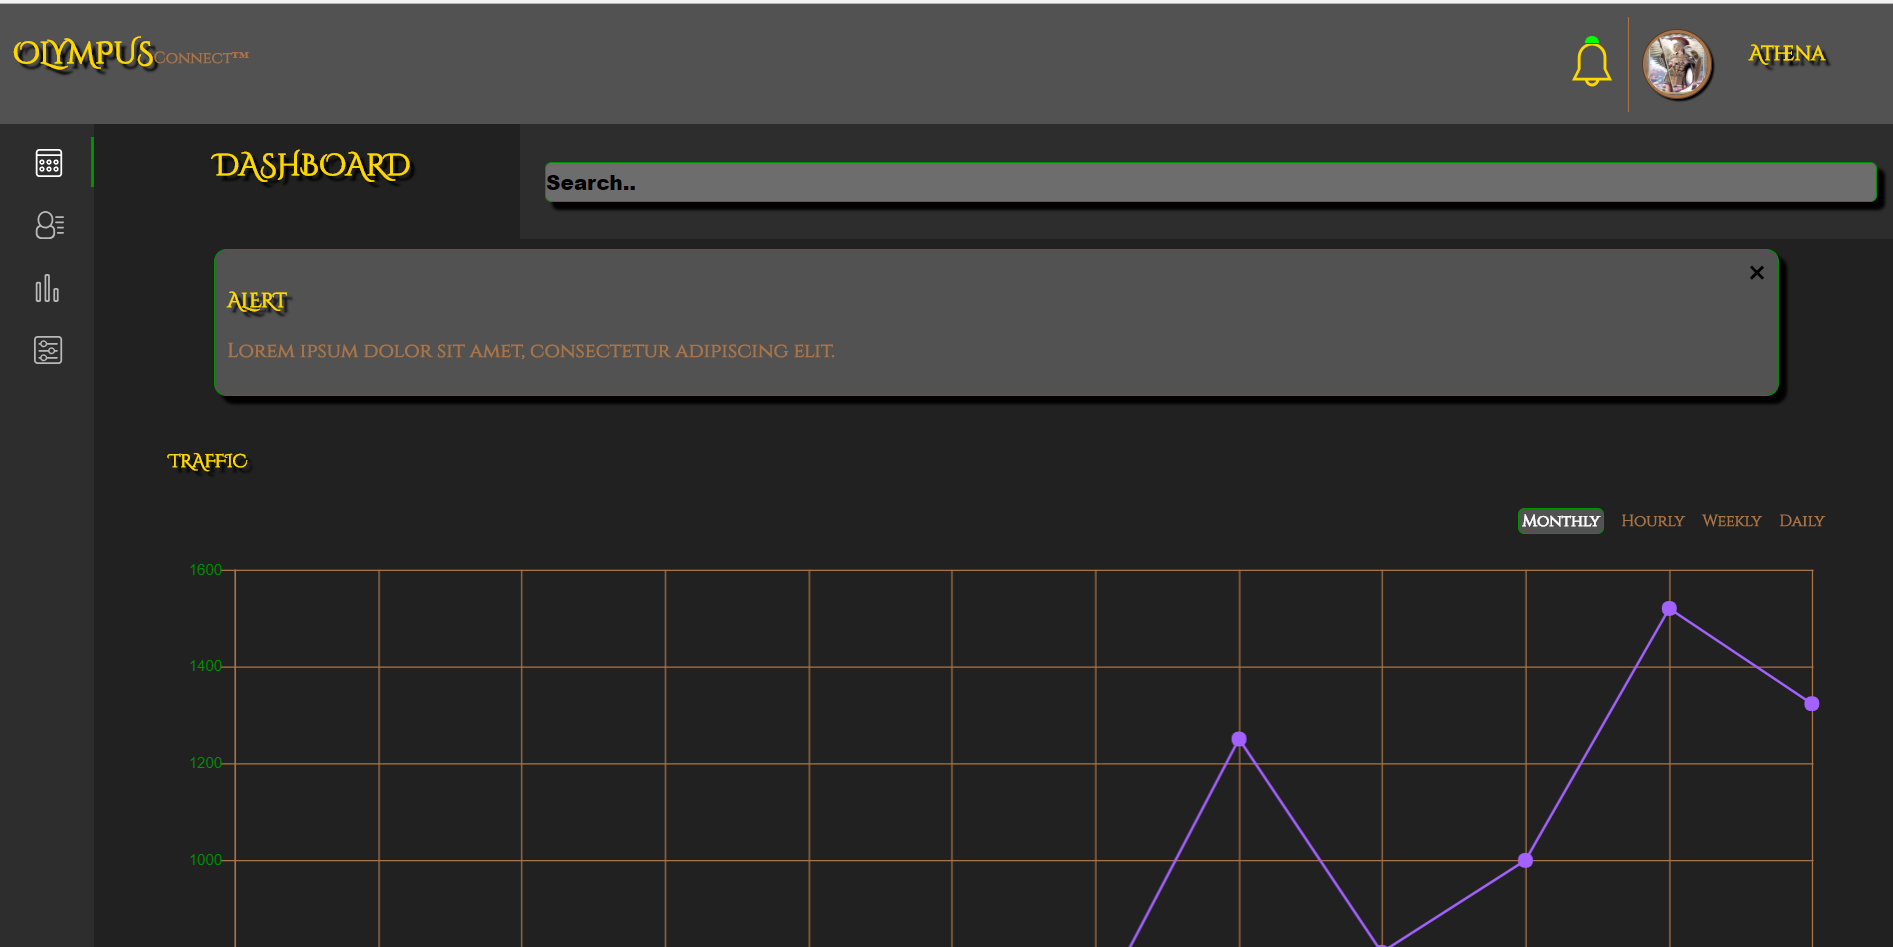 OLYMPUS Connect™
Athena
DASHBOARD
Search..
Alert
Lorem ipsum dolor sit amet, consectetur adipiscing elit.
Traffic
Monthly Hourly Weekly Daily
1600
1400
1200
1000